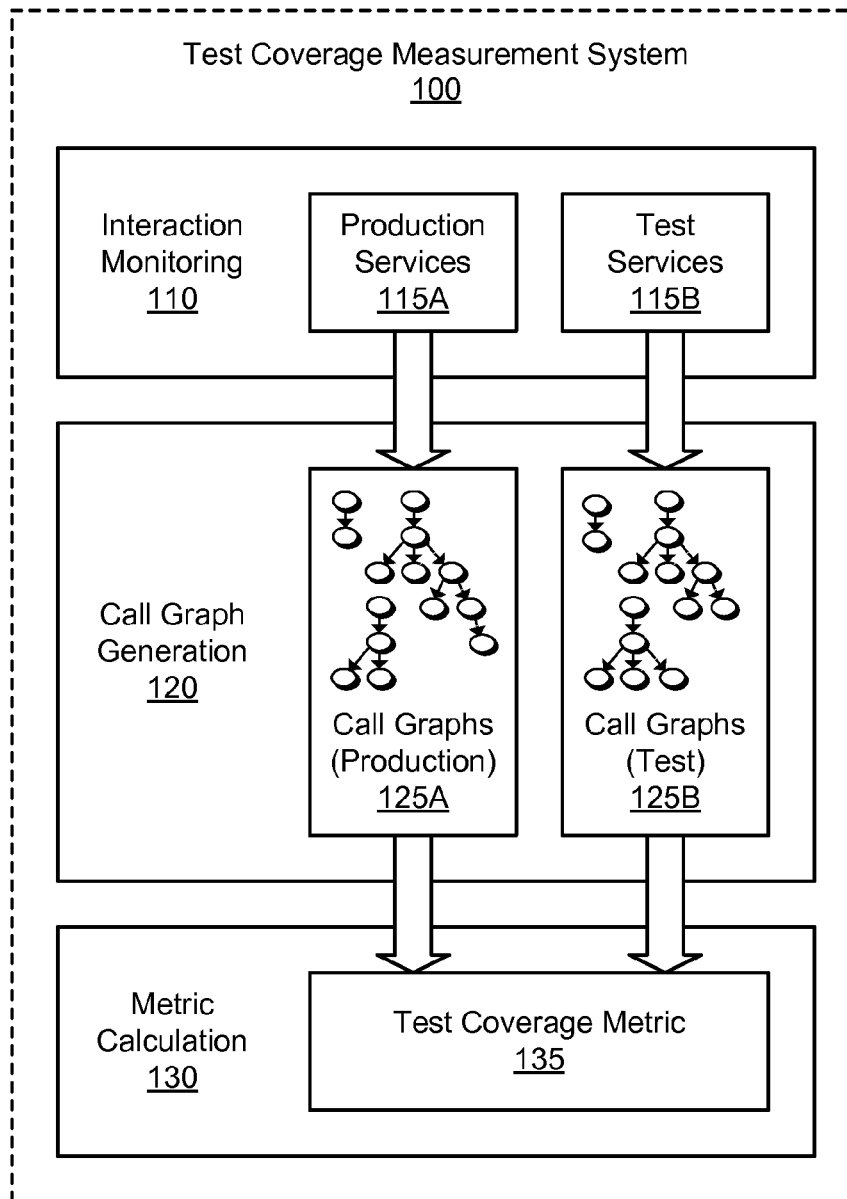 Test Coverage Measurement System
100
Interaction
Monitoring
110
Production
Services
115A
Test
Services
115B
Call Graph
Generation
120
Call Graphs
(Production)
125A
Call Graphs
(Test)
125B
Metric
Calculation
130
Test Coverage Metric
135